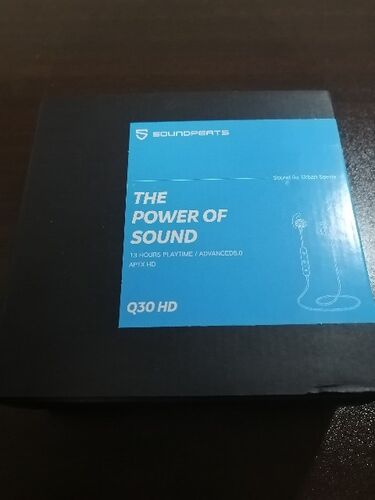 SOUNDPEATS
Sound for Urban Sports
THE
POWER OF
SOUND
13 HOURS PLAYTIME / ADVANCED5.0
APTX HD
Q30 HD